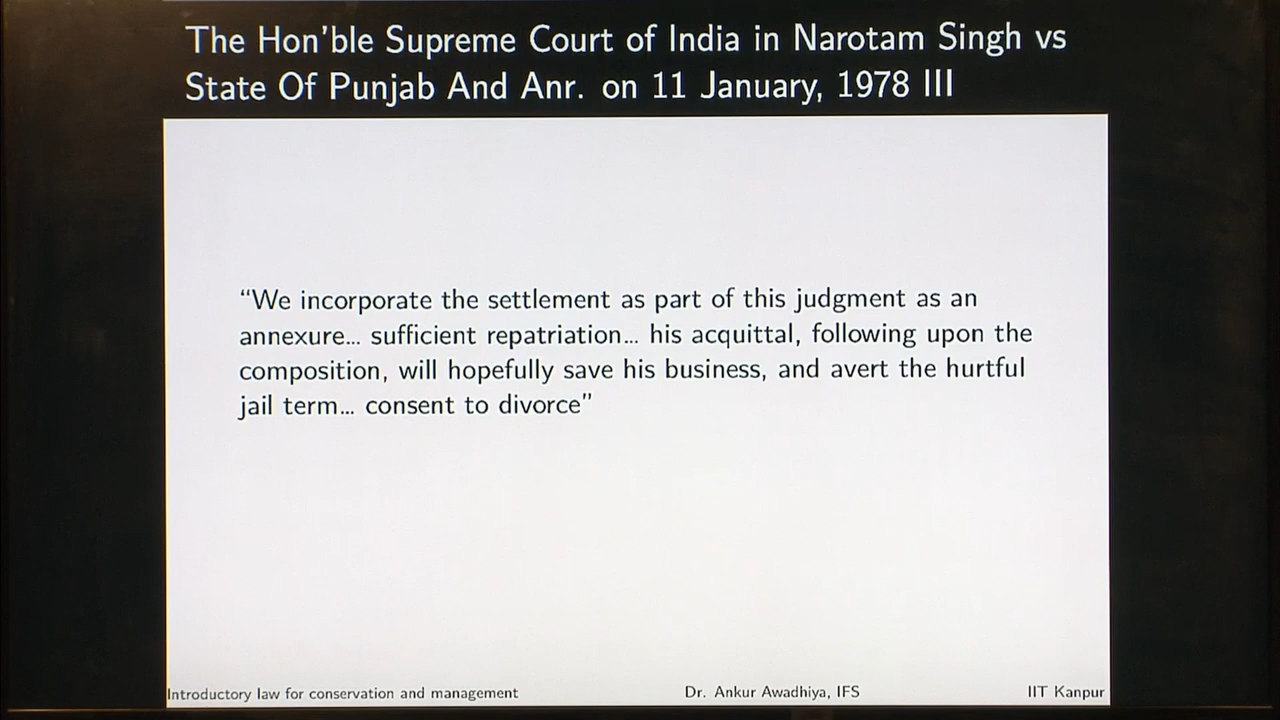 The Hon'ble Supreme Court of India in Narotam Singh vs
State Of Punjab And Anr. on 11 January, 1978 III
“We incorporate the settlement as part of this judgment as an
annexure... sufficient repatriation... his acquittal, following upon the
composition, will hopefully save his business, and avert the hurtful
jail term... consent to divorce”
Introductory law for conservation and management Dr. Ankur Awadhiya, IFS IIT Kanpur